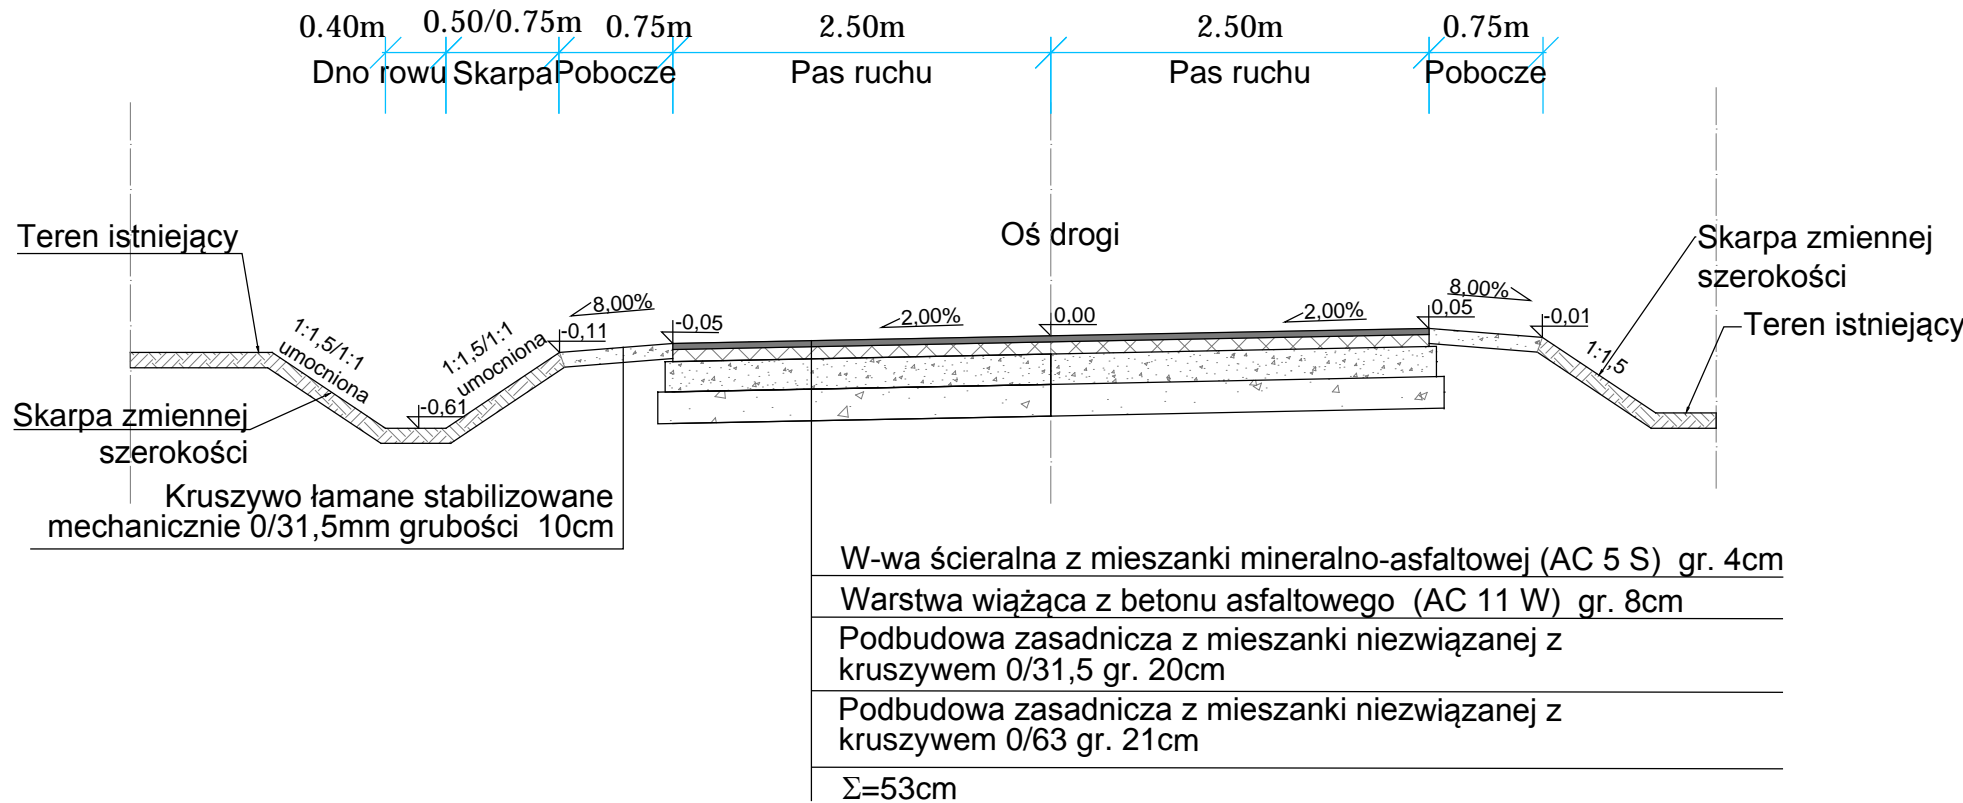 0.40m 0.50/0.75m 0.75m 2.50m 2.50m 0.75m
Dno rowu Skarpa Pobocze Pas ruchu Pas ruchu Pobocze
Oś drogi
Teren istniejący
Skarpa zmiennej
szerokości
8,00% 2,00% 2,00% 8,00%
-0,11 -0,05 0,00 0,05 -0,01
Teren istniejący
1:1,5/1:1
umocniona
1:1,5/1:1
umocniona
1:1,5
-0,61
Skarpa zmiennej
szerokości
Kruszywo łamane stabilizowane
mechanicznie 0/31,5mm grubości 10cm
W-wa ścieralna z mieszanki mineralno-asfaltowej (AC 5 S) gr. 4cm
Warstwa wiążąca z betonu asfaltowego (AC 11 W) gr. 8cm
Podbudowa zasadnicza z mieszanki niezwiązanej z
kruszywem 0/31,5 gr. 20cm
Podbudowa zasadnicza z mieszanki niezwiązanej z
kruszywem 0/63 gr. 21cm
Σ=53cm